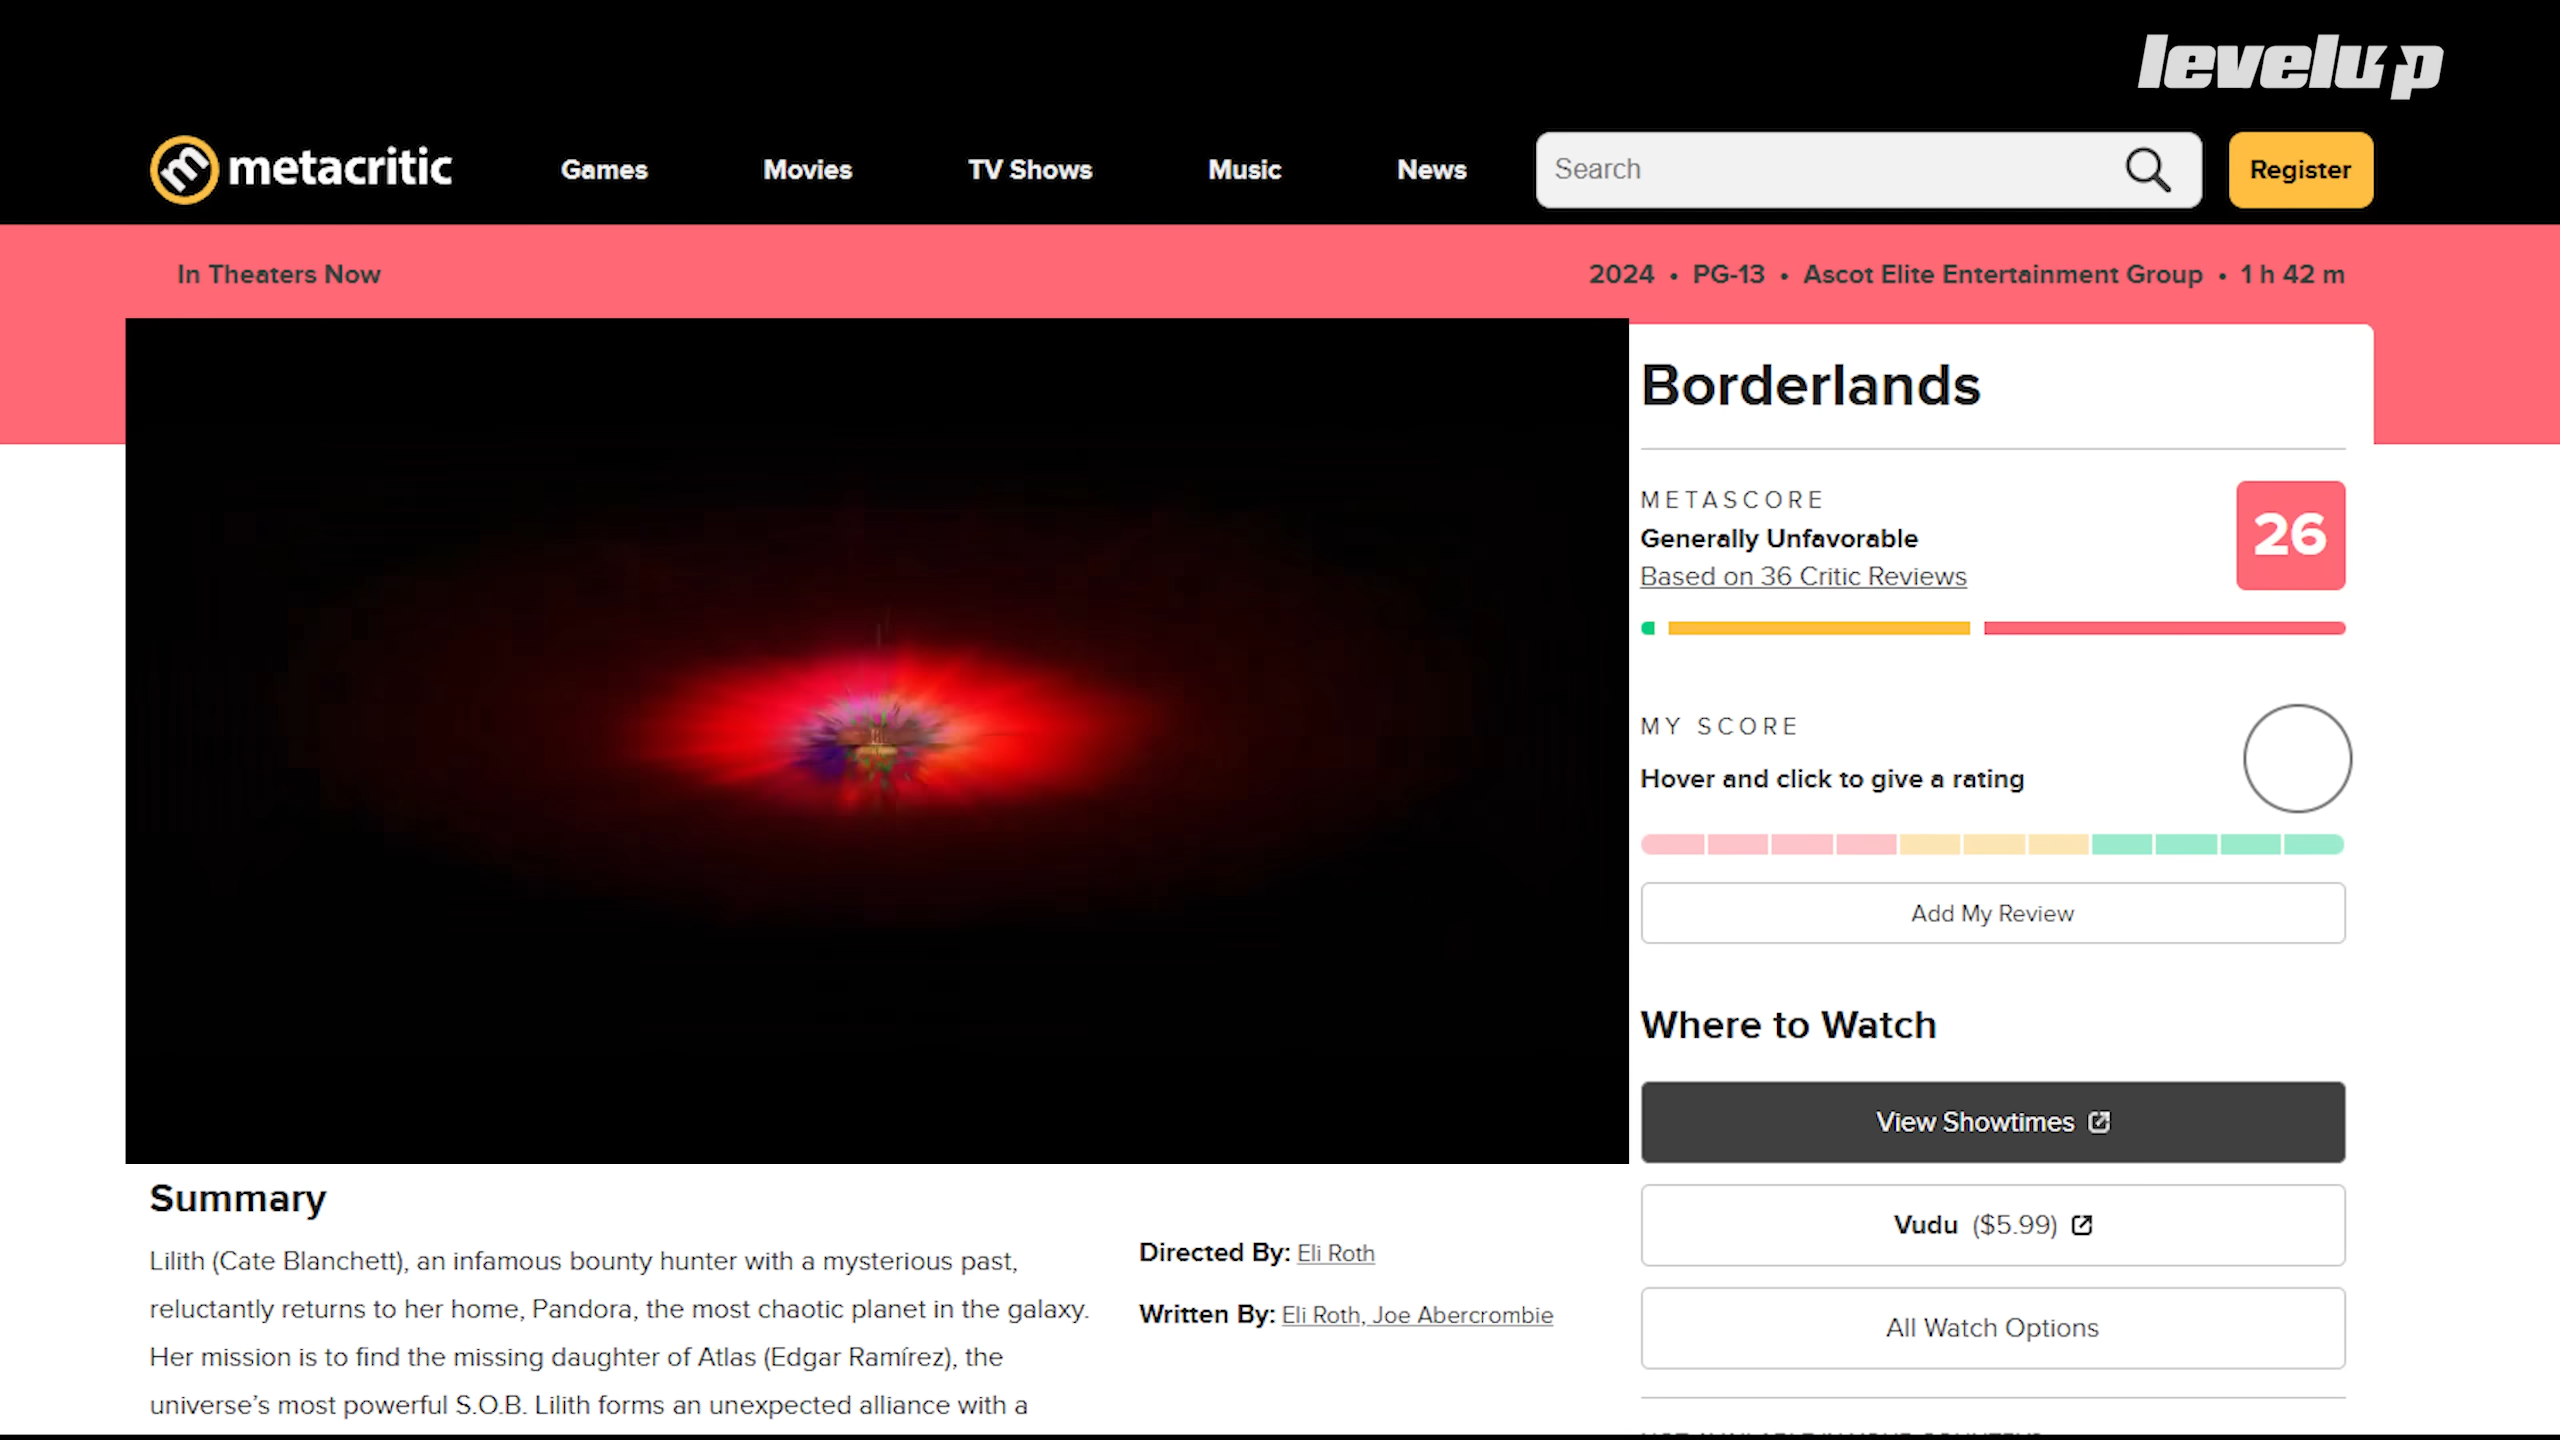 levelup
metacritic
Games
Movies
TV Shows
Music
News
Search
Register
In Theaters Now
2024 • PG-13 • Ascot Elite Entertainment Group • 1 h 42 m
Borderlands
METASCORE
Generally Unfavorable
26
Based on 36 Critic Reviews
MY SCORE
Hover and click to give a rating
Add My Review
Where to Watch
View Showtimes
Vudu ($5.99)
All Watch Options
Summary
Lilith (Cate Blanchett), an infamous bounty hunter with a mysterious past,
reluctantly returns to her home, Pandora, the most chaotic planet in the galaxy.
Her mission is to find the missing daughter of Atlas (Edgar Ramírez), the
universe’s most powerful S.O.B. Lilith forms an unexpected alliance with a
Directed By: Eli Roth
Written By: Eli Roth, Joe Abercrombie